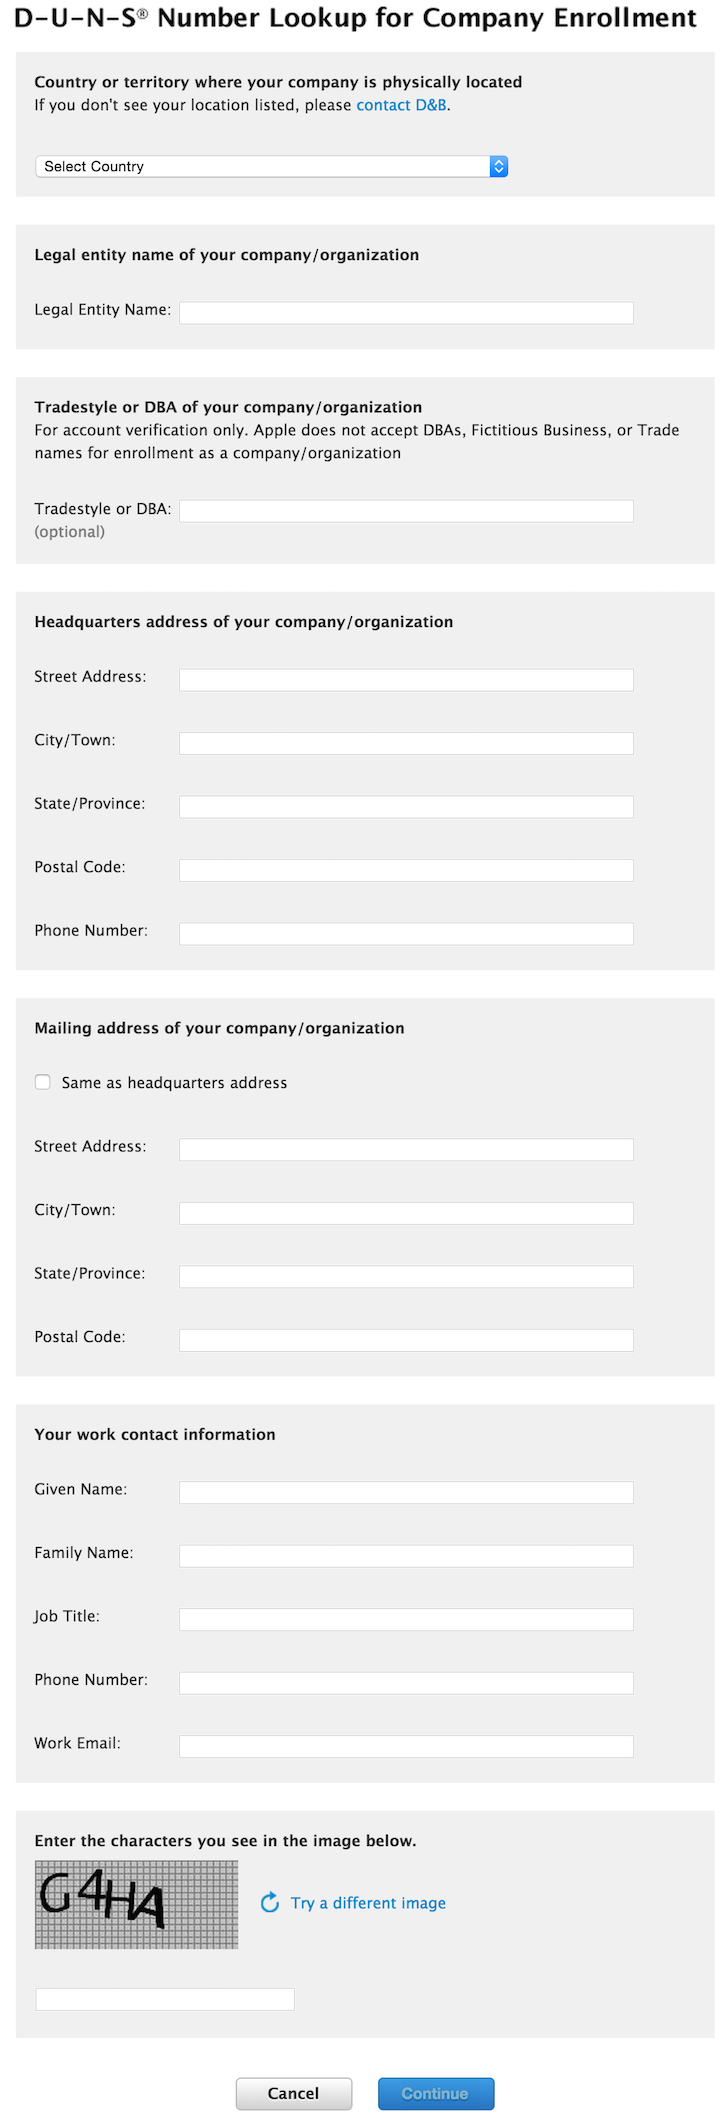 D-U-N-S® Number Lookup for Company Enrollment
Country or territory where your company is physically located
If you don't see your location listed, please contact D&B.
Select Country
Legal entity name of your company/organization
Legal Entity Name:
Tradestyle or DBA of your company/organization
For account verification only. Apple does not accept DBAs, Fictitious Business, or Trade
names for enrollment as a company/organization
Tradestyle or DBA:
(optional)
Headquarters address of your company/organization
Street Address:
City/Town:
State/Province:
Postal Code:
Phone Number:
Mailing address of your company/organization
Same as headquarters address
Street Address:
City/Town:
State/Province:
Postal Code:
Your work contact information
Given Name:
Family Name:
Job Title:
Phone Number:
Work Email:
Enter the characters you see in the image below.
G4HA
Try a different image
Cancel
Continue